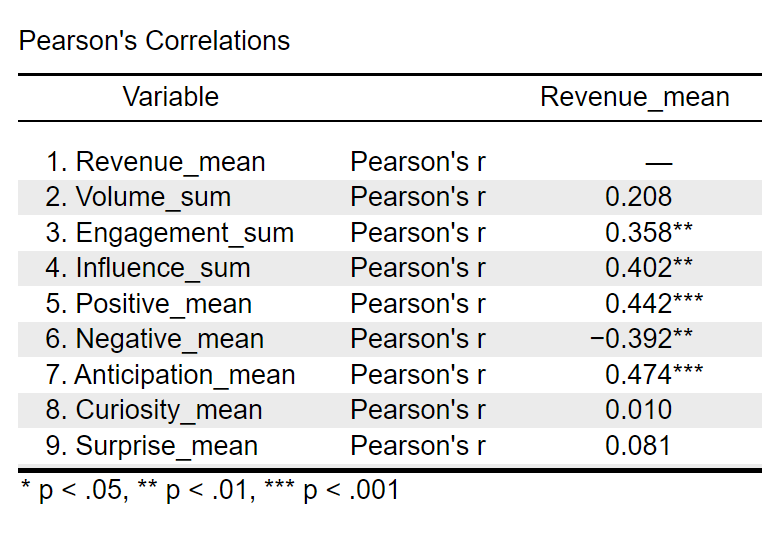 Pearson's Correlations
Variable Revenue_mean
1. Revenue_mean Pearson's r —
2. Volume_sum Pearson's r 0.208
3. Engagement_sum Pearson's r 0.358**
4. Influence_sum Pearson's r 0.402**
5. Positive_mean Pearson's r 0.442***
6. Negative_mean Pearson's r −0.392**
7. Anticipation_mean Pearson's r 0.474***
8. Curiosity_mean Pearson's r 0.010
9. Surprise_mean Pearson's r 0.081
* p < .05, ** p < .01, *** p < .001